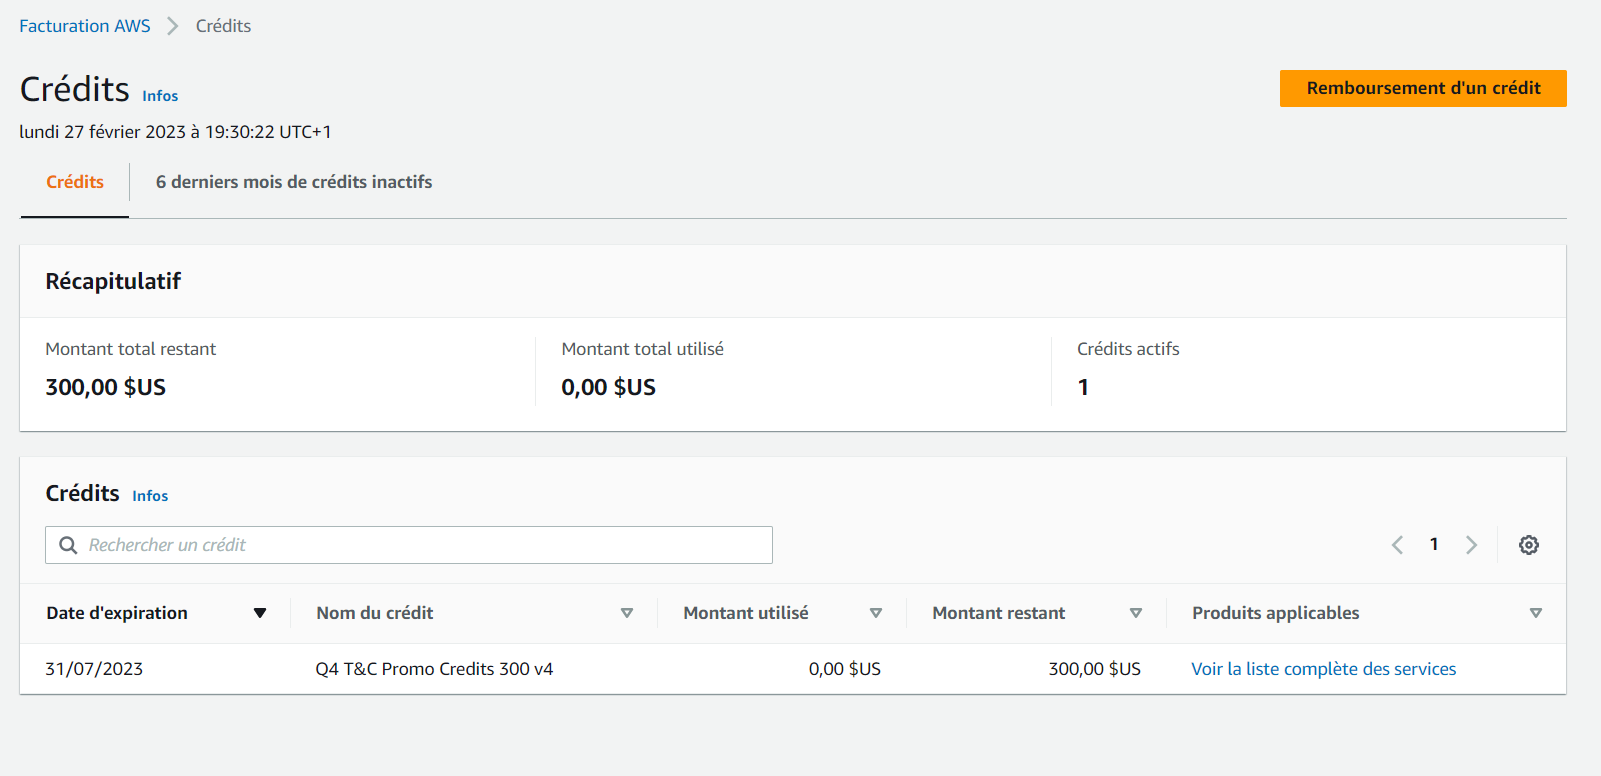 Facturation AWS > Crédits
Crédits Infos
Remboursement d'un crédit
lundi 27 février 2023 à 19:30:22 UTC+1
Crédits 6 derniers mois de crédits inactifs
Récapitulatif
Montant total restant Montant total utilisé Crédits actifs
300,00 $US 0,00 $US 1
Crédits Infos
Rechercher un crédit 1
Date d'expiration Nom du crédit Montant utilisé Montant restant Produits applicables
31/07/2023 Q4 T&C Promo Credits 300 v4 0,00 $US 300,00 $US Voir la liste complète des services